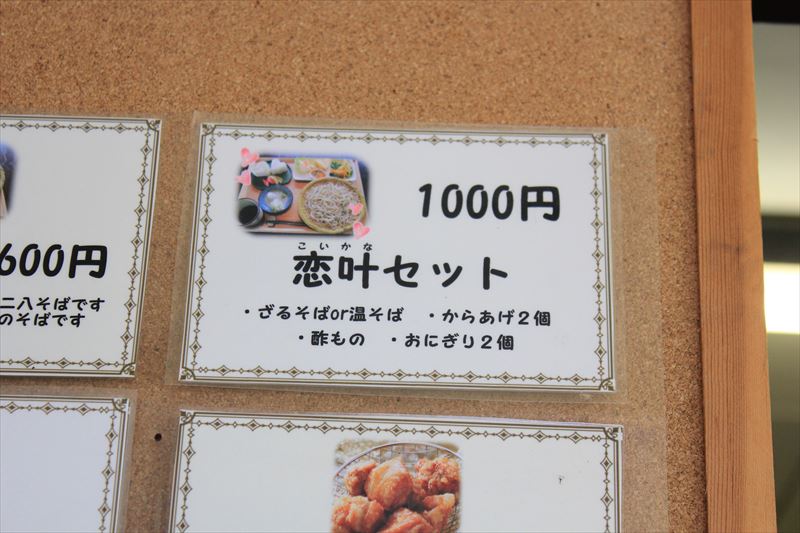 600円
二八そばです
のそばです
1000円
こいかな
恋叶セット
・ざるそばor温そば ・からあげ２個
・酢もの ・おにぎり２個